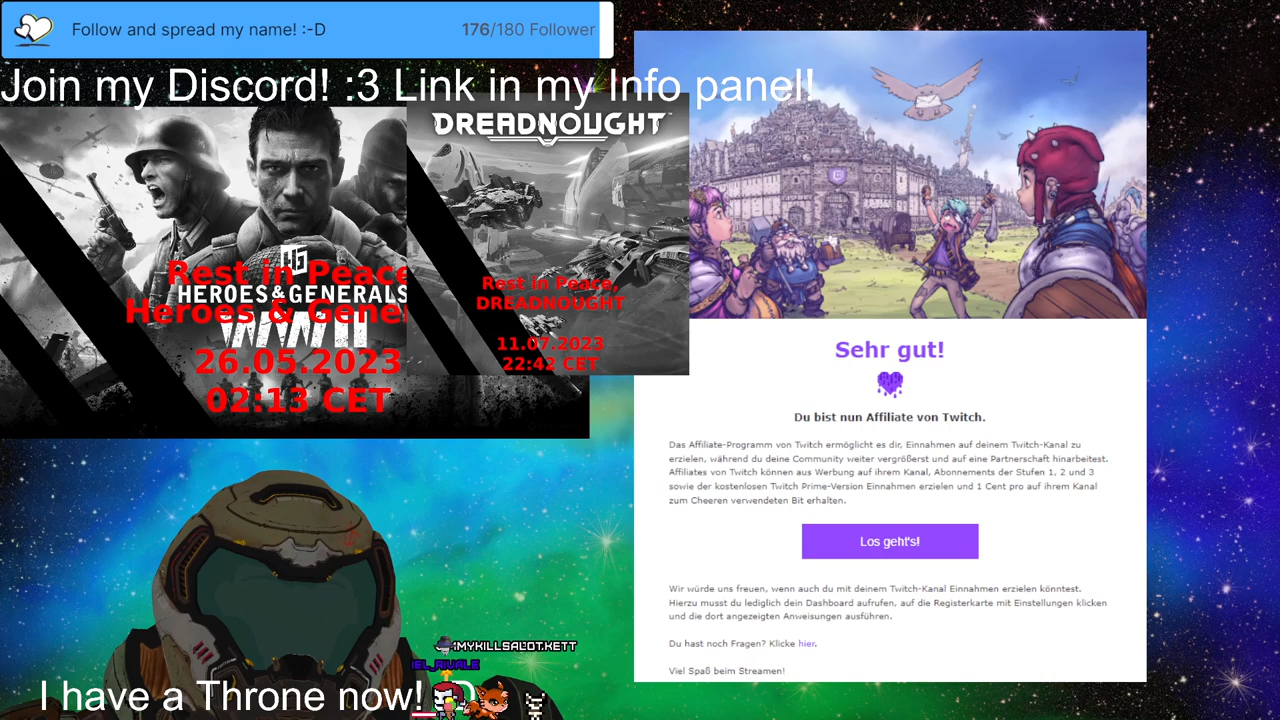 Follow and spread my name! :-D
176/180 Follower
Join my Discord! :3 Link in my Info panel!
DREADNOUGHT
Rest in Peace,
DREADNOUGHT
11.07.2023
22:42 CET
Rest in Peace
HEROES & GENERALS
Heroes & Gene
WWII
26.05.2023
02:13 CET
Sehr gut!
Du bist nun Affiliate von Twitch.
Das Affiliate-Programm von Twitch ermöglicht es dir, Einnahmen auf deinem Twitch-Kanal zu
erzielen, während du deine Community weiter vergrößerst und auf eine Partnerschaft hinarbeitest.
Affiliates von Twitch können aus Werbung auf ihrem Kanal, Abonnements der Stufen 1, 2 und 3
sowie der kostenlosen Twitch Prime-Version Einnahmen erzielen und 1 Cent pro auf ihrem Kanal
zum Cheeren verwendeten Bit erhalten.
Los geht's!
Wir würde uns freuen, wenn auch du mit deinem Twitch-Kanal Einnahmen erzielen könntest.
Hierzu musst du lediglich dein Dashboard aufrufen, auf die Registerkarte mit Einstellungen klicken
und die dort angezeigten Anweisungen ausführen.
Du hast noch Fragen? Klicke hier.
Viel Spaß beim Streamen!
IEL_RIVALE
I have a Throne now! :D